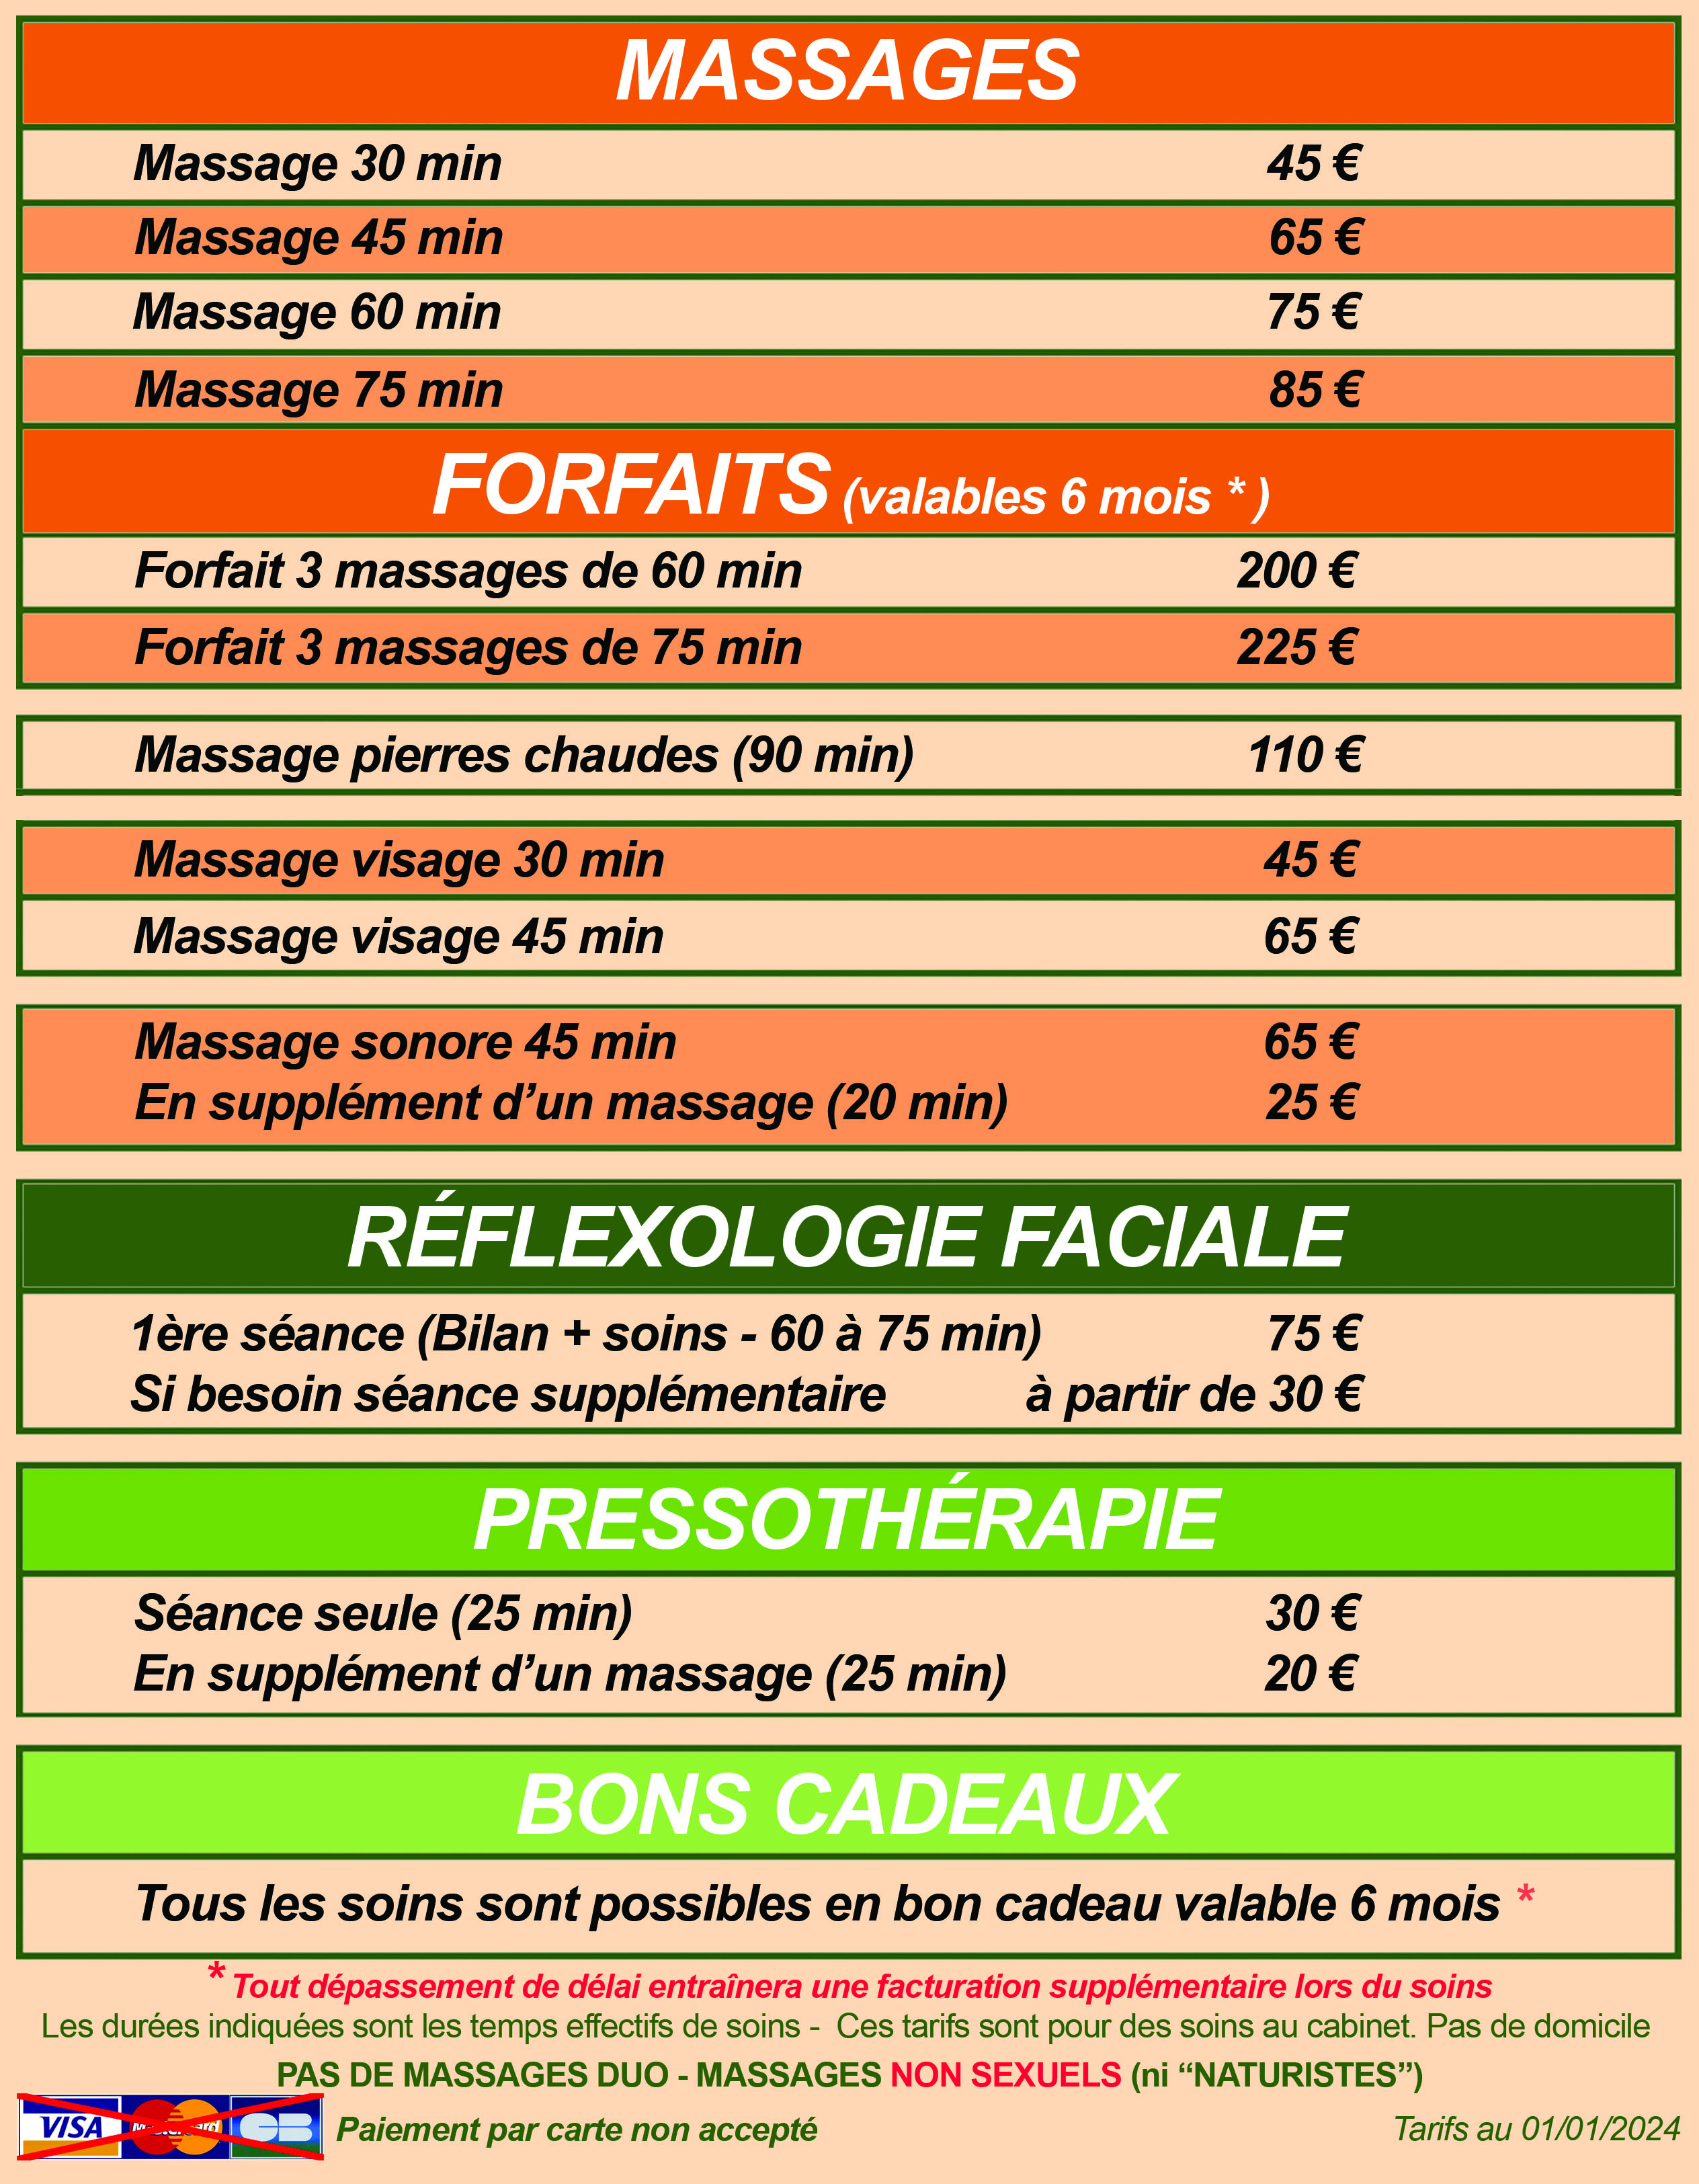 MASSAGES
Massage 30 min 45 €
Massage 45 min 65 €
Massage 60 min 75 €
Massage 75 min 85 €
FORFAITS (valables 6 mois * )
Forfait 3 massages de 60 min 200 €
Forfait 3 massages de 75 min 225 €
Massage pierres chaudes (90 min) 110 €
Massage visage 30 min 45 €
Massage visage 45 min 65 €
Massage sonore 45 min 65 €
En supplément d’un massage (20 min) 25 €
RÉFLEXOLOGIE FACIALE
1ère séance (Bilan + soins - 60 à 75 min) 75 €
Si besoin séance supplémentaire à partir de 30 €
PRESSOTHÉRAPIE
Séance seule (25 min) 30 €
En supplément d’un massage (25 min) 20 €
BONS CADEAUX
Tous les soins sont possibles en bon cadeau valable 6 mois *
* Tout dépassement de délai entraînera une facturation supplémentaire lors du soins
Les durées indiquées sont les temps effectifs de soins - Ces tarifs sont pour des soins au cabinet. Pas de domicile
PAS DE MASSAGES DUO - MASSAGES NON SEXUELS (ni “NATURISTES”)
VISA MasterCard CB Paiement par carte non accepté Tarifs au 01/01/2024